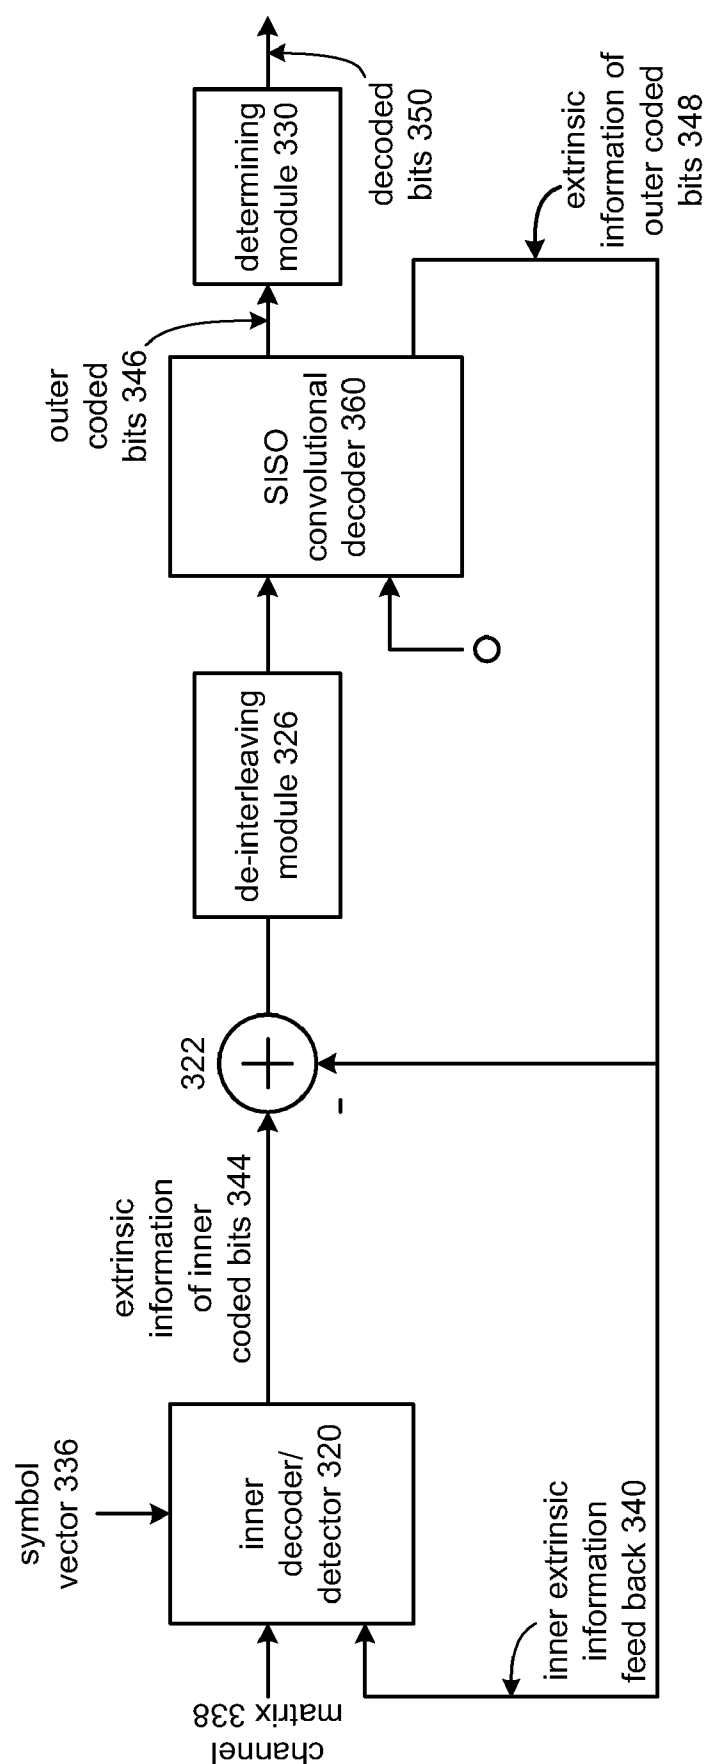 symbol
vector 336
channel
matrix 338
inner
decoder/
detector 320
inner extrinsic
information
feed back 340
extrinsic
information
of inner
coded bits 344
322
+
-
de-interleaving
module 326
SISO
convolutional
decoder 360
outer
coded
bits 346
determining
module 330
decoded
bits 350
extrinsic
information of
outer coded
bits 348